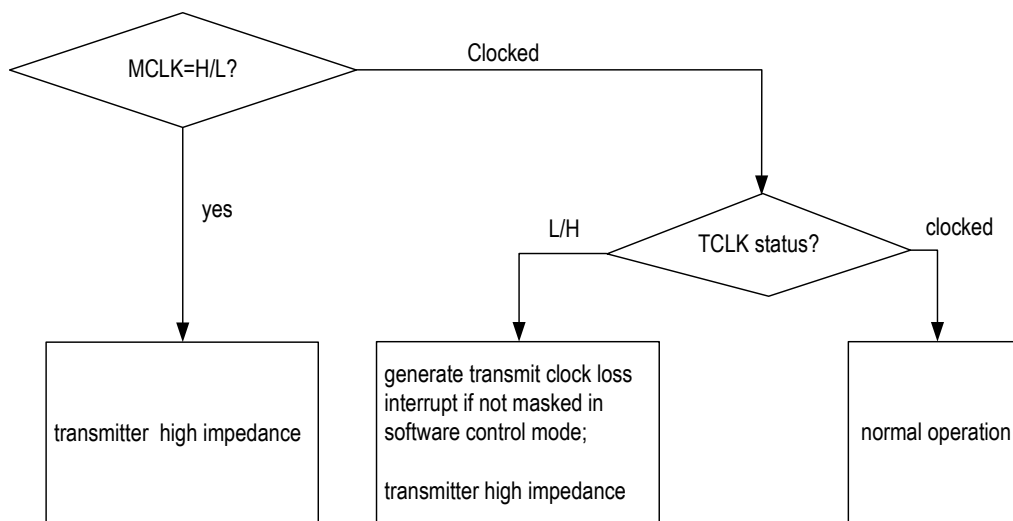 MCLK=H/L?
Clocked
yes
L/H
TCLK status?
clocked
transmitter high impedance
generate transmit clock loss
interrupt if not masked in
software control mode;
transmitter high impedance
normal operation